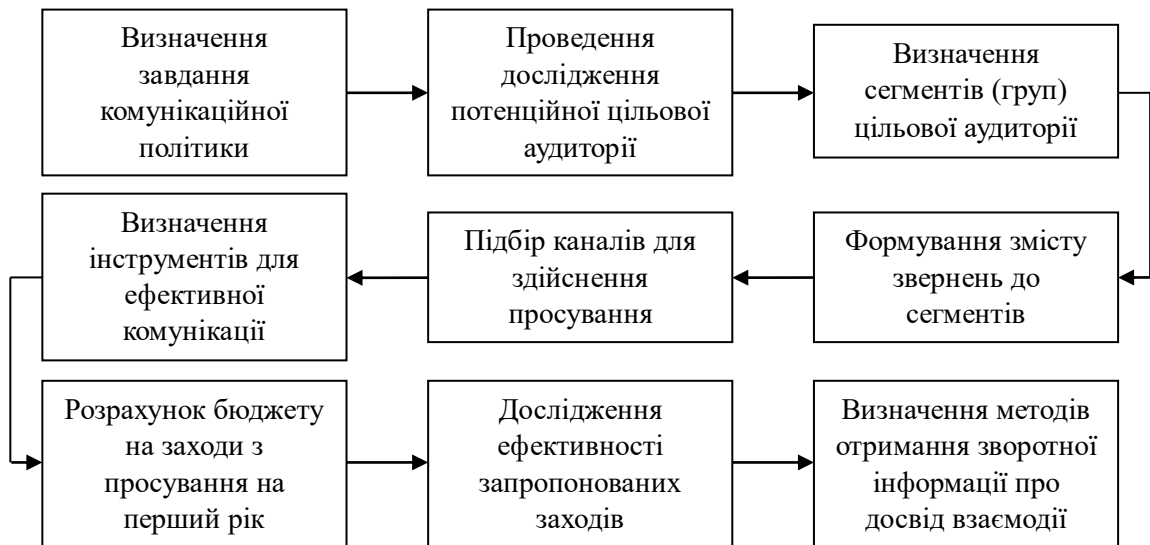 Визначення
завдання
комунікаційної
політики
Проведення
дослідження
потенційної цільової
аудиторії
Визначення
сегментів (груп)
цільової аудиторії
Формування змісту
звернень до
сегментів
Підбір каналів для
здійснення
просування
Визначення
інструментів для
ефективної
комунікації
Розрахунок бюджету
на заходи з
просування на
перший рік
Дослідження
ефективності
запропонованих
заходів
Визначення методів
отримання зворотної
інформації про
досвід взаємодії